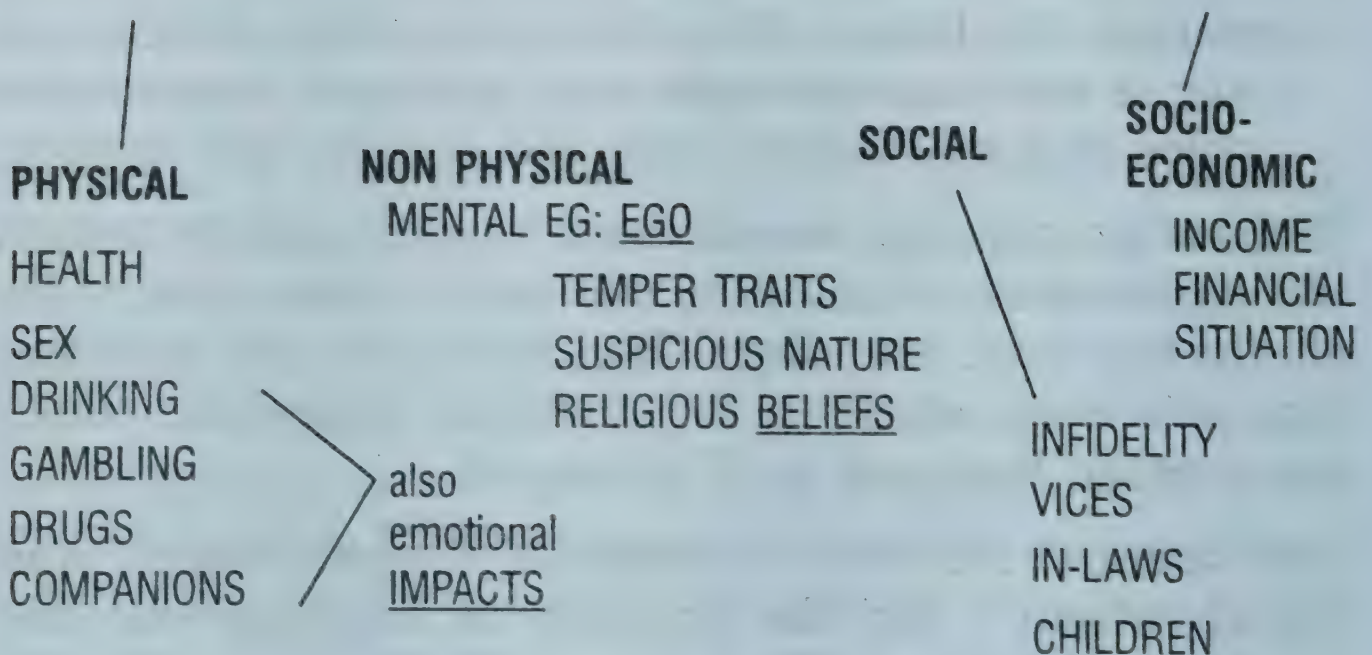 PHYSICAL
HEALTH
SEX
DRINKING
GAMBLING
DRUGS
COMPANIONS
also
emotional
IMPACTS
NON PHYSICAL
MENTAL EG: EGO
TEMPER TRAITS
SUSPICIOUS NATURE
RELIGIOUS BELIEFS
SOCIAL
INFIDELITY
VICES
IN-LAWS
CHILDREN
SOCIO-
ECONOMIC
INCOME
FINANCIAL
SITUATION